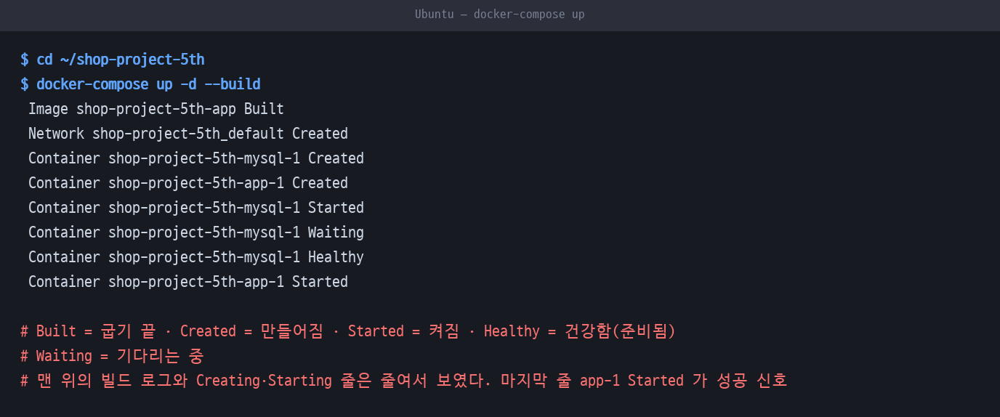 Ubuntu — docker-compose up
$ cd ~/shop-project-5th
$ docker-compose up -d --build
Image shop-project-5th-app Built
Network shop-project-5th_default Created
Container shop-project-5th-mysql-1 Created
Container shop-project-5th-app-1 Created
Container shop-project-5th-mysql-1 Started
Container shop-project-5th-mysql-1 Waiting
Container shop-project-5th-mysql-1 Healthy
Container shop-project-5th-app-1 Started
# Built = 굽기 끝 · Created = 만들어짐 · Started = 켜짐 · Healthy = 건강함(준비됨)
# Waiting = 기다리는 중
# 맨 위의 빌드 로그와 Creating·Starting 줄은 줄여서 보였다. 마지막 줄 app-1 Started 가 성공 신호